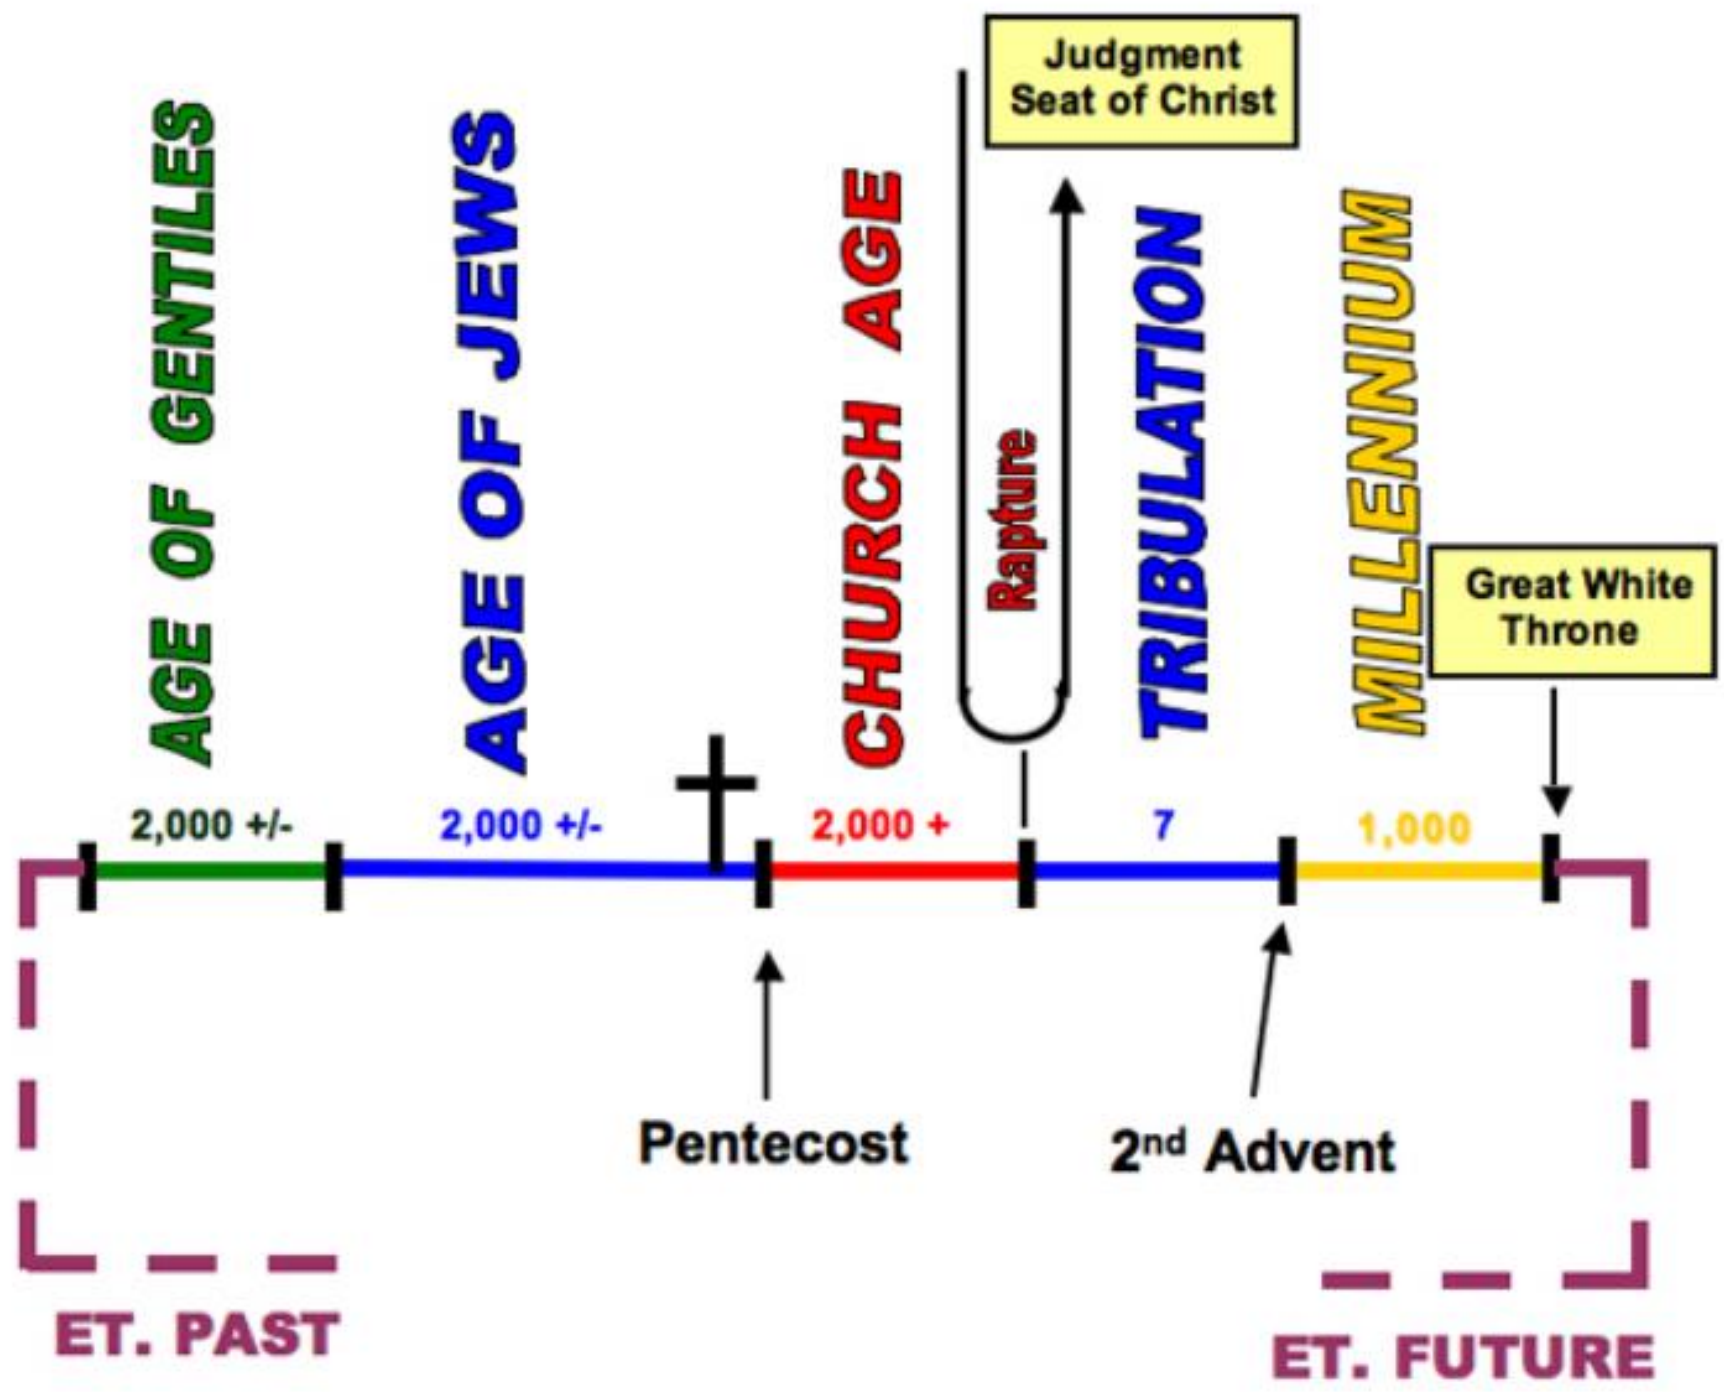 Judgment
Seat of Christ
AGE OF GENTILES
AGE OF JEWS
CHURCH AGE
Rapture
TRIBULATION
MILLENNIUM
Great White
Throne
2,000 +/-
2,000 +/-
2,000 +
7
1,000
Pentecost
2nd Advent
ET. PAST
ET. FUTURE